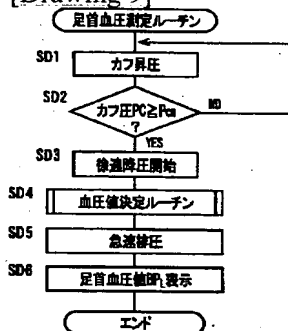 [Drawing 9]
足首血圧測定ルーチン
SD1
カフ昇圧
SD2
カフ圧PC≧Pcm
?
NO
YES
SD3
徐速降圧開始
SD4
血圧値決定ルーチン
SD5
急速排圧
SD6
足首血圧値BPL表示
エンド